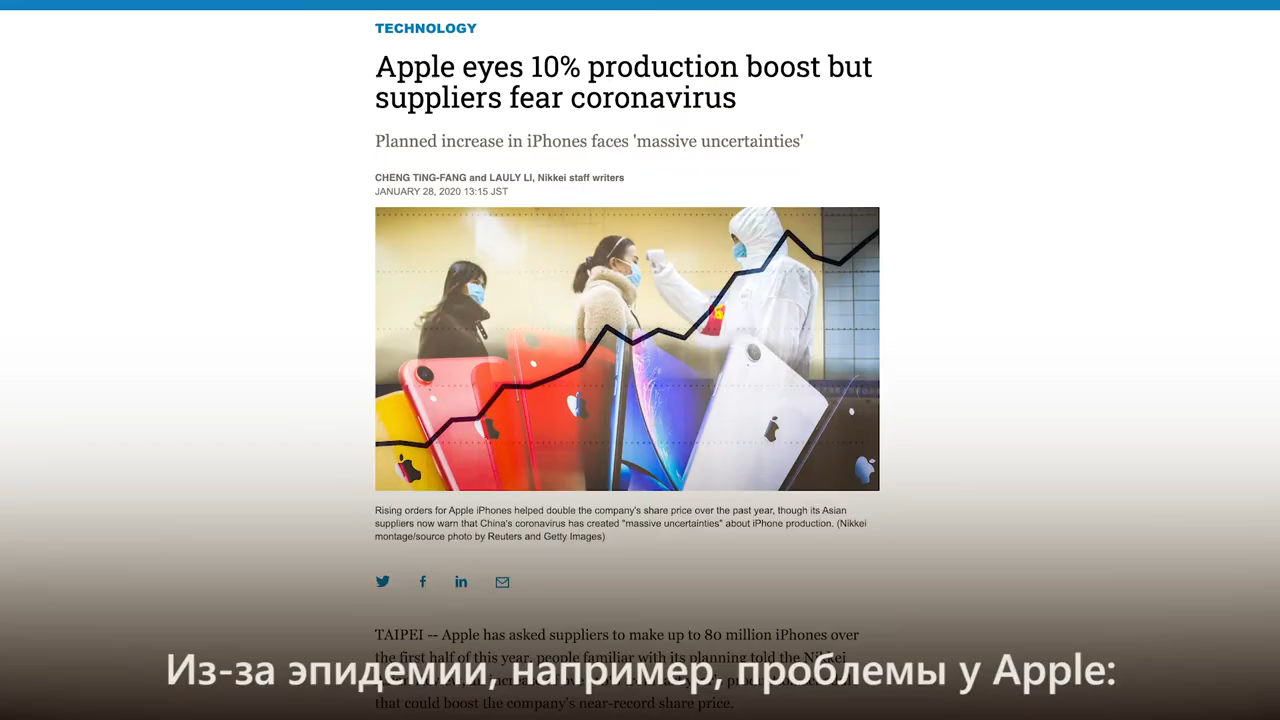 TECHNOLOGY
Apple eyes 10% production boost but
suppliers fear coronavirus
Planned increase in iPhones faces 'massive uncertainties'
CHENG TING-FANG and LAULY LI, Nikkei staff writers
JANUARY 28, 2020 13:15 JST
Rising orders for Apple iPhones helped double the company's share price over the past year, though its Asian
suppliers now warn that China's coronavirus has created "massive uncertainties" about iPhone production. (Nikkei
montage/source photo by Reuters and Getty Images)
TAIPEI -- Apple has asked suppliers to make up to 80 million iPhones over
the first half of this year, people familiar with its planning told the Nikkei
that could boost the company's near-record share price.
Из-за эпидемии, например, проблемы у Apple: